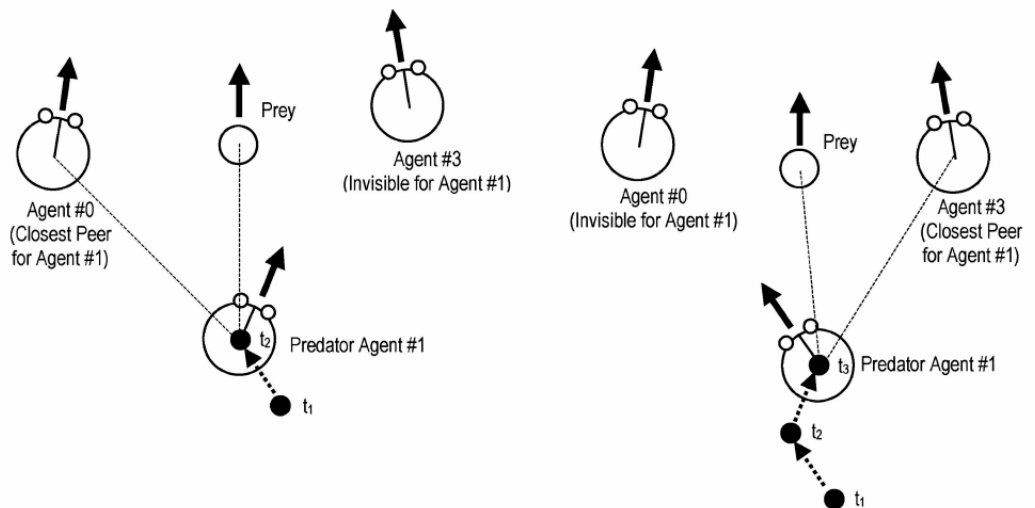 Prey
Agent #3
(Invisible for Agent #1)
Agent #0
(Closest Peer
for Agent #1)
t2
Predator Agent #1
t1
Prey
Agent #0
(Invisible for Agent #1)
Agent #3
(Closest Peer
for Agent #1)
t3
Predator Agent #1
t2
t1